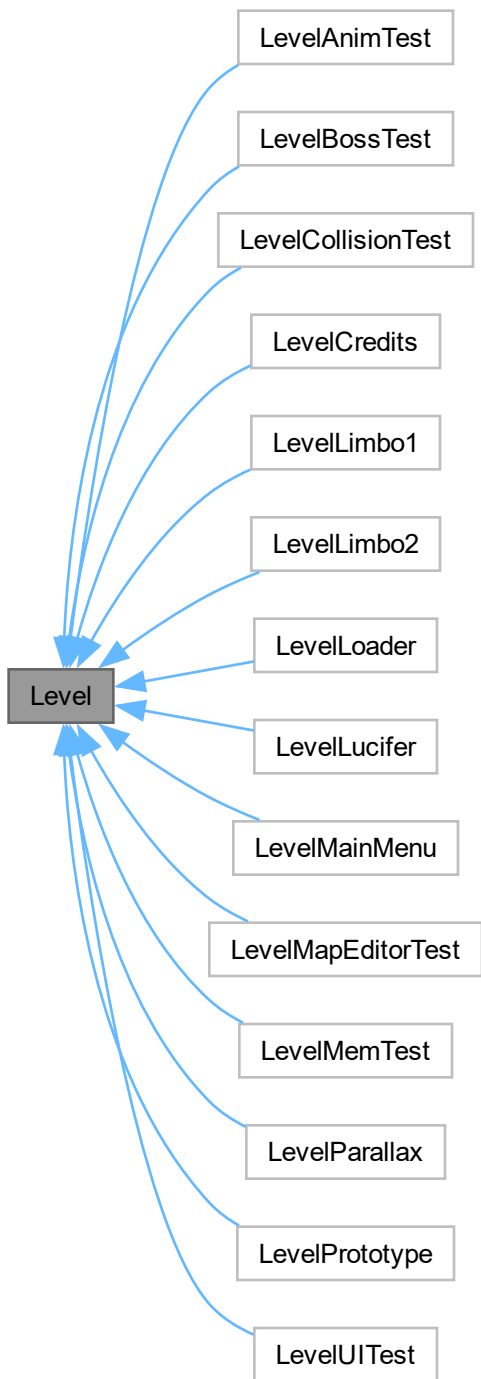 LevelAnimTest
LevelBossTest
LevelCollisionTest
LevelCredits
LevelLimbo1
LevelLimbo2
LevelLoader
Level
LevelLucifer
LevelMainMenu
LevelMapEditorTest
LevelMemTest
LevelParallax
LevelPrototype
LevelUITest